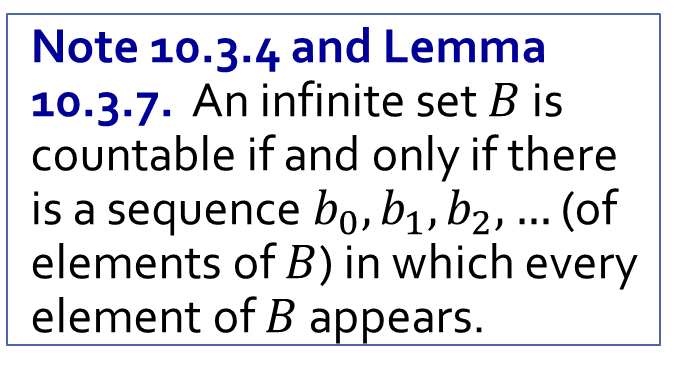 Note 10.3.4 and Lemma
10.3.7. An infinite set B is
countable if and only if there
is a sequence b₀, b₁, b₂, … (of
elements of B) in which every
element of B appears.